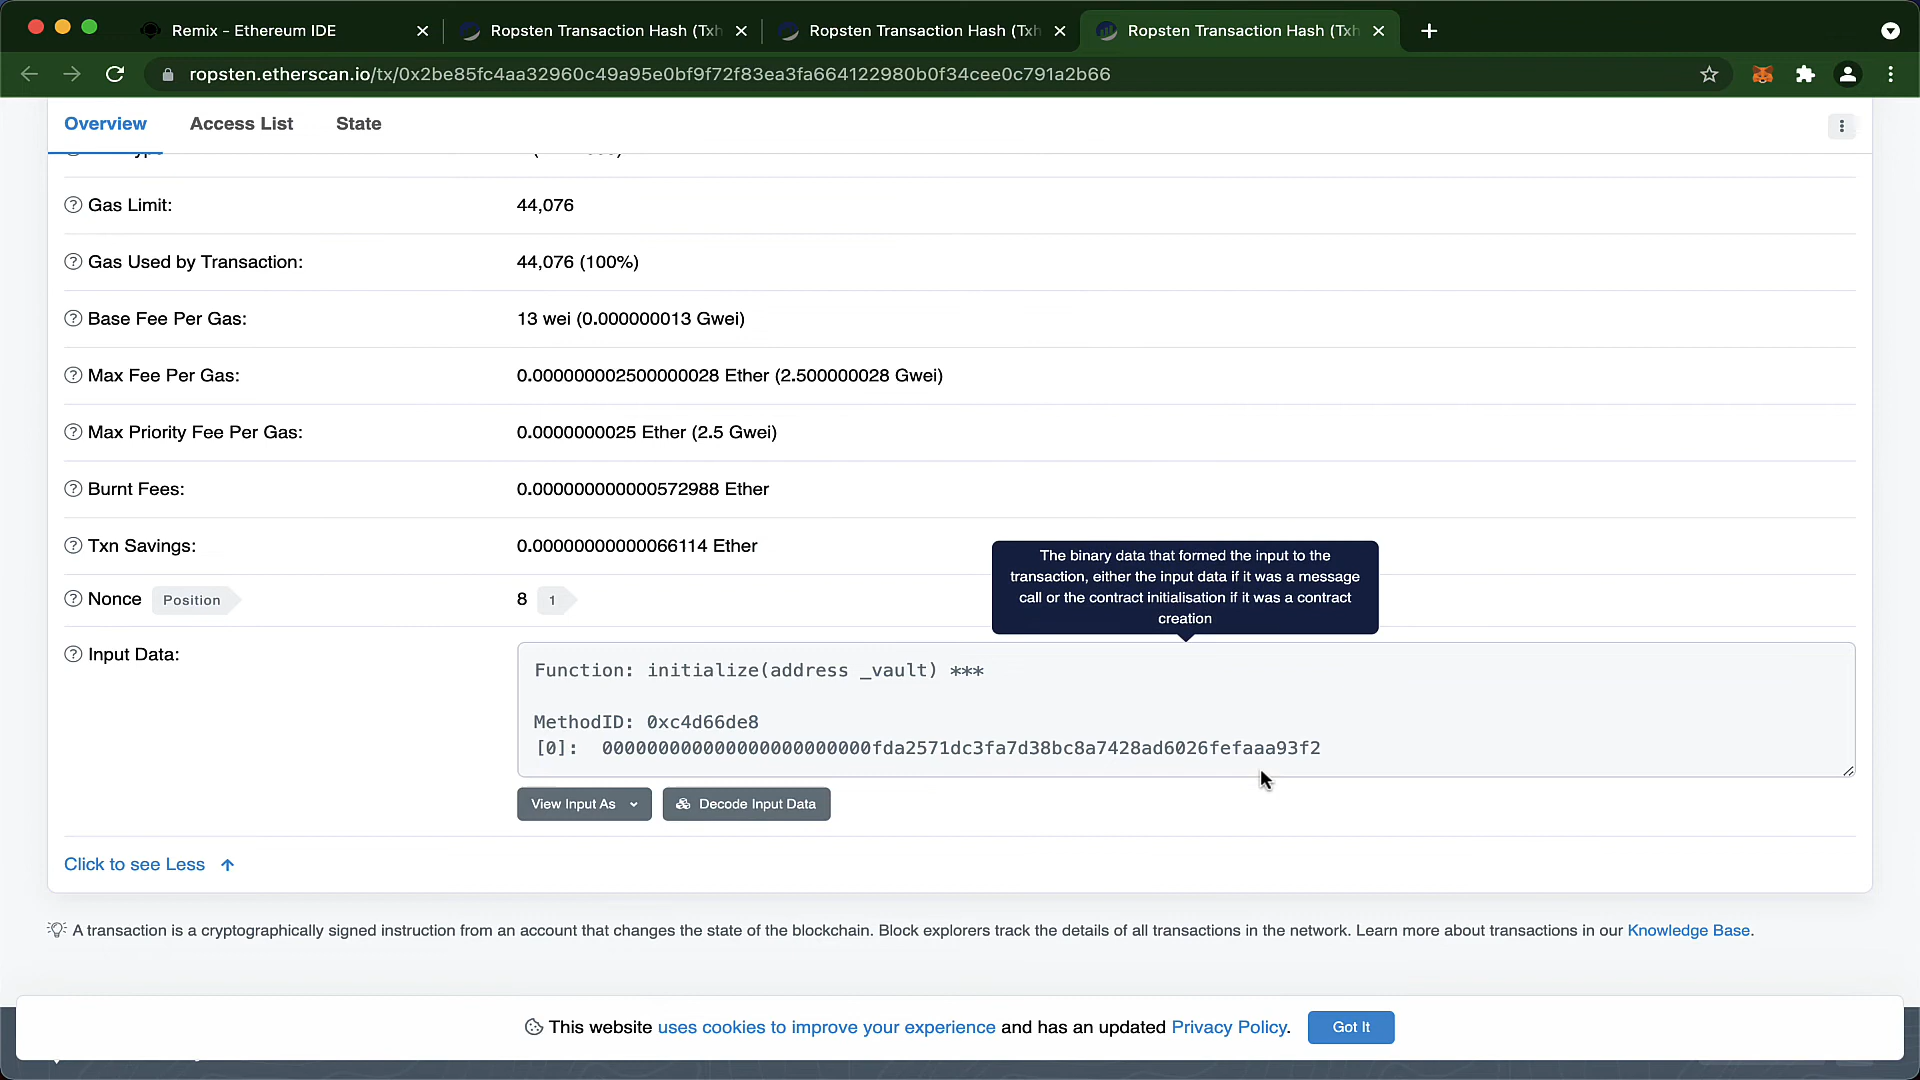 Remix - Ethereum IDE
Ropsten Transaction Hash (Txh
Ropsten Transaction Hash (Txh
Ropsten Transaction Hash (Txh
ropsten.etherscan.io/tx/0x2be85fc4aa32960c49a95e0bf9f72f83ea3fa664122980b0f34cee0c791a2b66
Overview Access List State
Gas Limit: 44,076
Gas Used by Transaction: 44,076 (100%)
Base Fee Per Gas: 13 wei (0.000000013 Gwei)
Max Fee Per Gas: 0.000000002500000028 Ether (2.500000028 Gwei)
Max Priority Fee Per Gas: 0.0000000025 Ether (2.5 Gwei)
Burnt Fees: 0.000000000000572988 Ether
Txn Savings: 0.00000000000066114 Ether
The binary data that formed the input to the
transaction, either the input data if it was a message
call or the contract initialisation if it was a contract
creation
Nonce Position 8 1
Input Data:
Function: initialize(address _vault) ***
MethodID: 0xc4d66de8
[0]: 000000000000000000000000fda2571dc3fa7d38bc8a7428ad6026fefaaa93f2
View Input As Decode Input Data
Click to see Less
A transaction is a cryptographically signed instruction from an account that changes the state of the blockchain. Block explorers track the details of all transactions in the network. Learn more about transactions in our Knowledge Base.
This website uses cookies to improve your experience and has an updated Privacy Policy. Got It